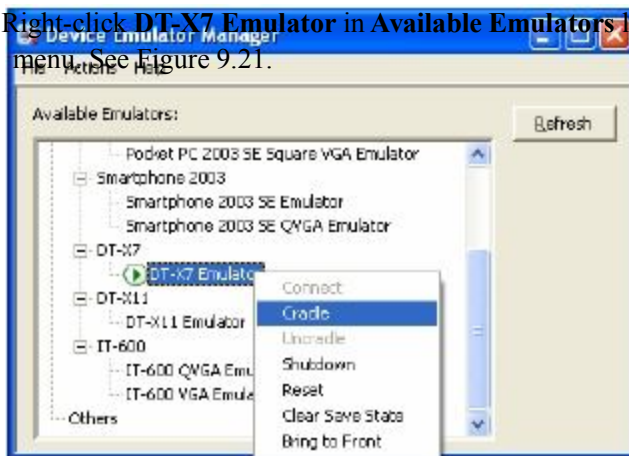 Right-click DT-X7 Emulator in Available Emulators
menu. See Figure 9.21.
Device Emulator Manager
File Actions Help
Available Emulators:
Refresh
Pocket PC 2003 SE Square VGA Emulator
Smartphone 2003
Smartphone 2003 SE Emulator
Smartphone 2003 SE QVGA Emulator
DT-X7
DT-X7 Emulator
DT-X11
DT-X11 Emulator
IT-600
IT-600 QVGA Emu
IT-600 VGA Emula
Others
Connect
Cradle
Uncradle
Shutdown
Reset
Clear Save State
Bring to Front